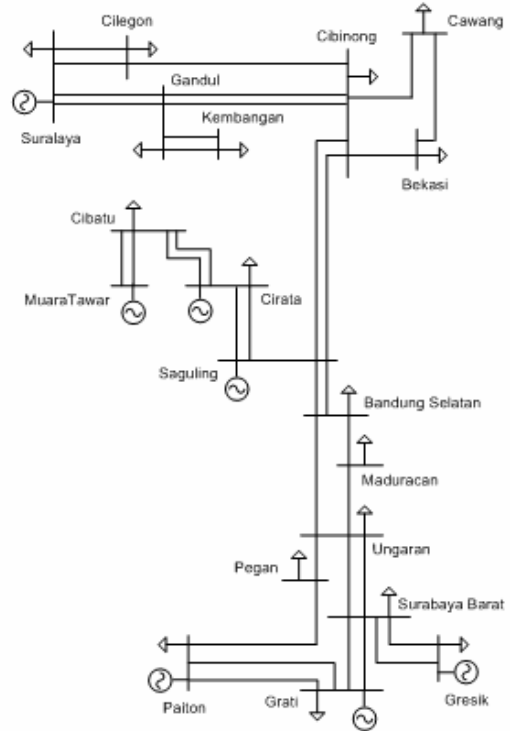 Cilegon
Cibinong
Cawang
Gandul
Kembangan
Suralaya
Bekasi
Cibatu
MuaraTawar
Cirata
Saguling
Bandung Selatan
Maduracan
Ungaran
Pegan
Surabaya Barat
Paiton
Grati
Gresik